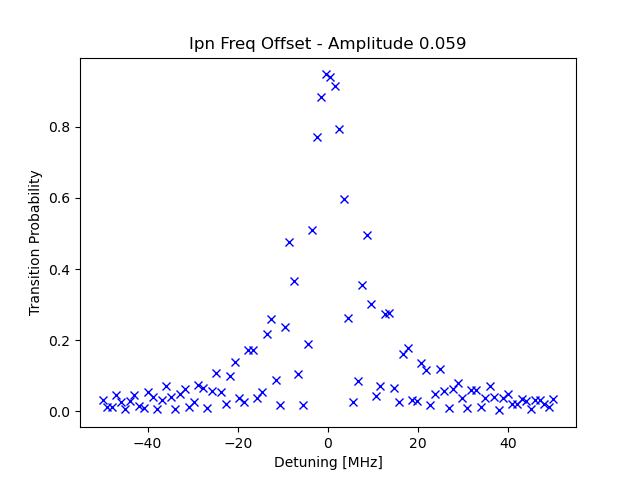 Ipn Freq Offset - Amplitude 0.059
Transition Probability
0.8
0.6
0.4
0.2
0.0
−40 −20 0 20 40
Detuning [MHz]